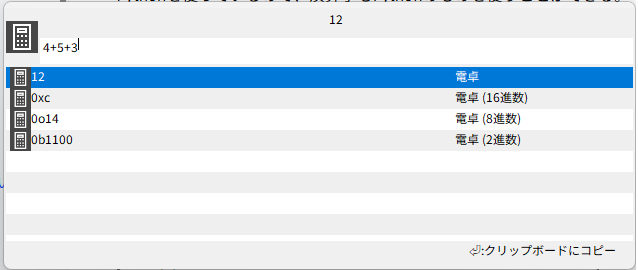 12
4+5+3
12 電卓
0xc 電卓 (16進数)
0o14 電卓 (8進数)
0b1100 電卓 (2進数)
⏎:クリップボードにコピー